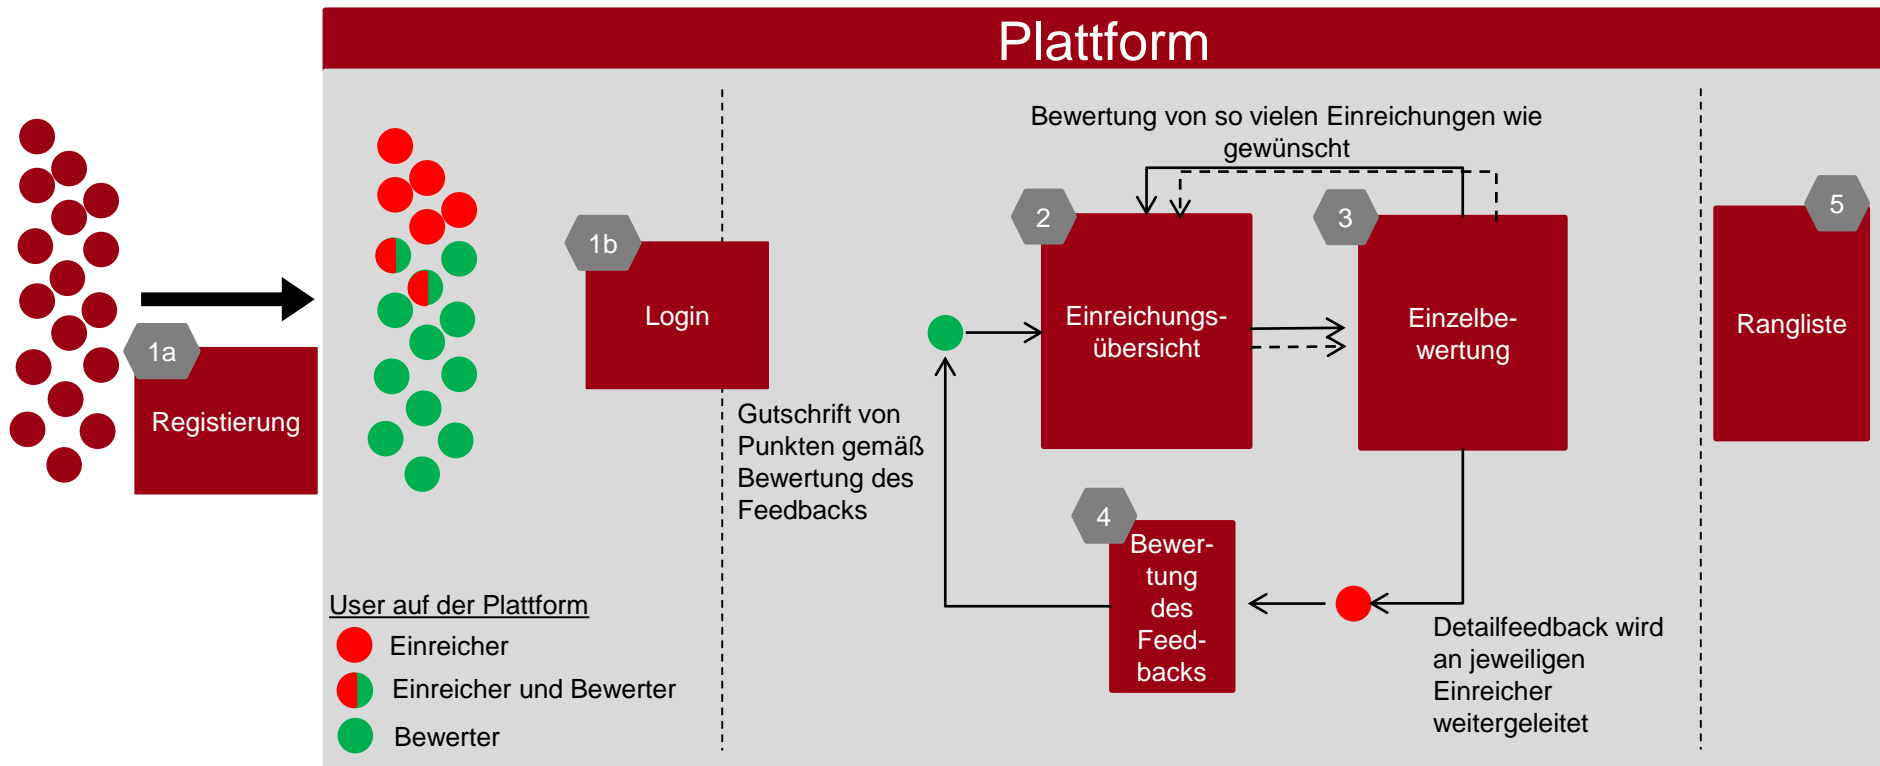 Plattform
1a
Registierung
1b
Login
Bewertung von so vielen Einreichungen wie
gewünscht
2
Einreichungs-
übersicht
3
Einzelbe-
wertung
5
Rangliste
Gutschrift von
Punkten gemäß
Bewertung des
Feedbacks
4
Bewer-
tung
des
Feed-
backs
Detailfeedback wird
an jeweiligen
Einreicher
weitergeleitet
User auf der Plattform
Einreicher
Einreicher und Bewerter
Bewerter